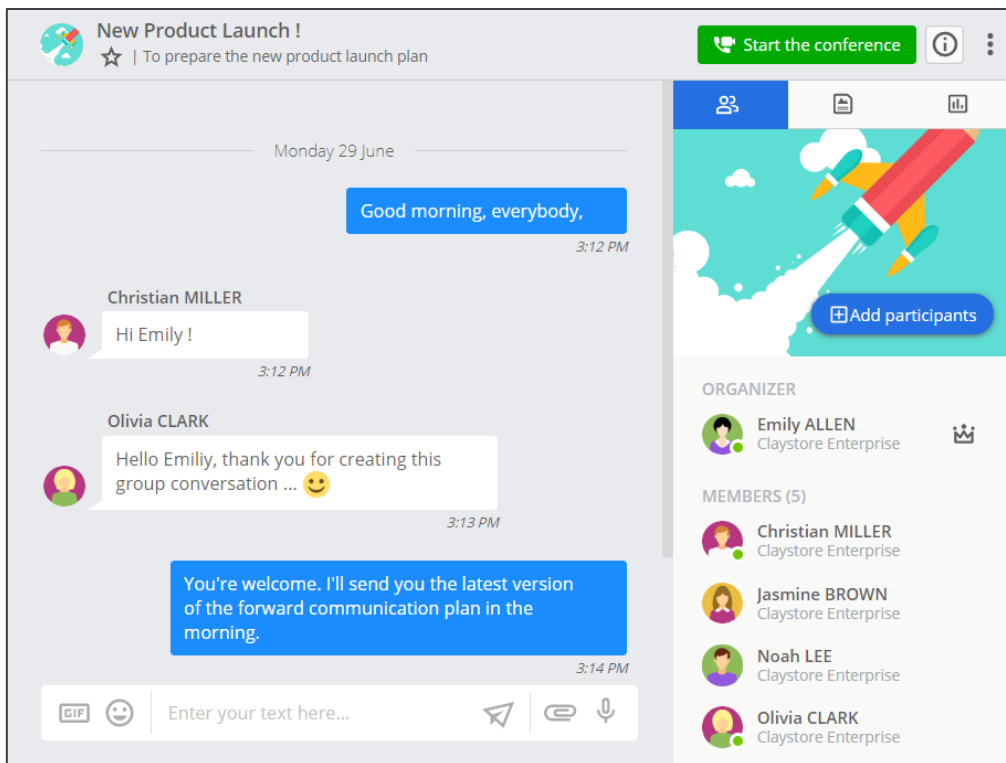 New Product Launch !
| To prepare the new product launch plan
Start the conference
Monday 29 June
Good morning, everybody,
3:12 PM
Christian MILLER
Hi Emily !
3:12 PM
Olivia CLARK
Hello Emiliy, thank you for creating this
group conversation ...
3:13 PM
You're welcome. I'll send you the latest version
of the forward communication plan in the
morning.
3:14 PM
GIF
Enter your text here...
Add participants
ORGANIZER
Emily ALLEN
Claystore Enterprise
MEMBERS (5)
Christian MILLER
Claystore Enterprise
Jasmine BROWN
Claystore Enterprise
Noah LEE
Claystore Enterprise
Olivia CLARK
Claystore Enterprise